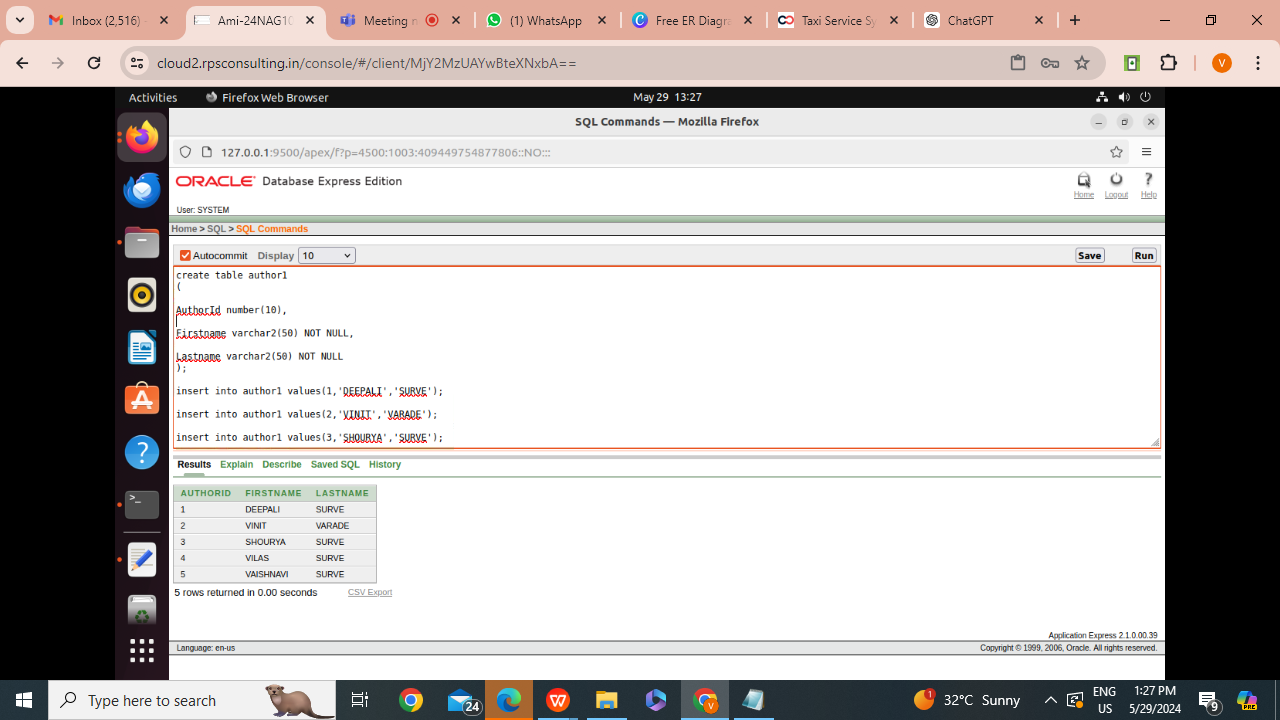 Inbox (2,516)
Ami-24NAG10
Meeting n
(1) WhatsApp
Free ER Diagra
Taxi Service Sy
ChatGPT
cloud2.rpsconsulting.in/console/#/client/MjY2MzUAYwBteXNxbA==
V
Activities
Firefox Web Browser
May 29 13:27
SQL Commands — Mozilla Firefox
127.0.0.1:9500/apex/f?p=4500:1003:409449754877806::NO:::
ORACLE Database Express Edition
Home Logout Help
User: SYSTEM
Home > SQL > SQL Commands
Autocommit Display 10 Save Run
create table author1
(
AuthorId number(10),
Firstname varchar2(50) NOT NULL,
Lastname varchar2(50) NOT NULL
);
insert into author1 values(1,'DEEPALI','SURVE');
insert into author1 values(2,'VINIT','VARADE');
insert into author1 values(3,'SHOURYA','SURVE');
Results Explain Describe Saved SQL History
AUTHORID FIRSTNAME LASTNAME
1 DEEPALI SURVE
2 VINIT VARADE
3 SHOURYA SURVE
4 VILAS SURVE
5 VAISHNAVI SURVE
5 rows returned in 0.00 seconds CSV Export
Application Express 2.1.0.00.39
Language: en-us Copyright © 1999, 2006, Oracle. All rights reserved.
Type here to search
24
W
V
1
32°C Sunny
ENG
US
1:27 PM
5/29/2024
9
PRE